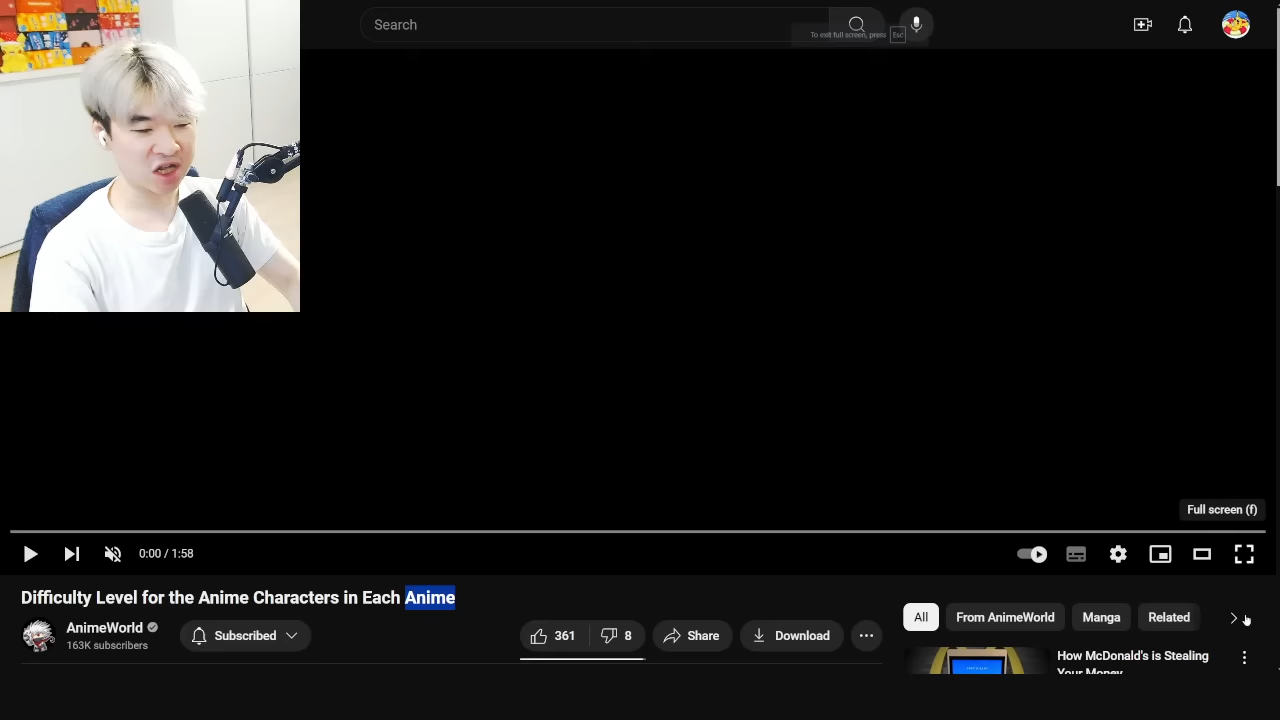 Search
To exit full screen, press Esc
Full screen (f)
0:00 / 1:58
Difficulty Level for the Anime Characters in Each Anime
AnimeWorld
163K subscribers
Subscribed
361
8
Share
Download
All
From AnimeWorld
Manga
Related
How McDonald's is Stealing
Your Money